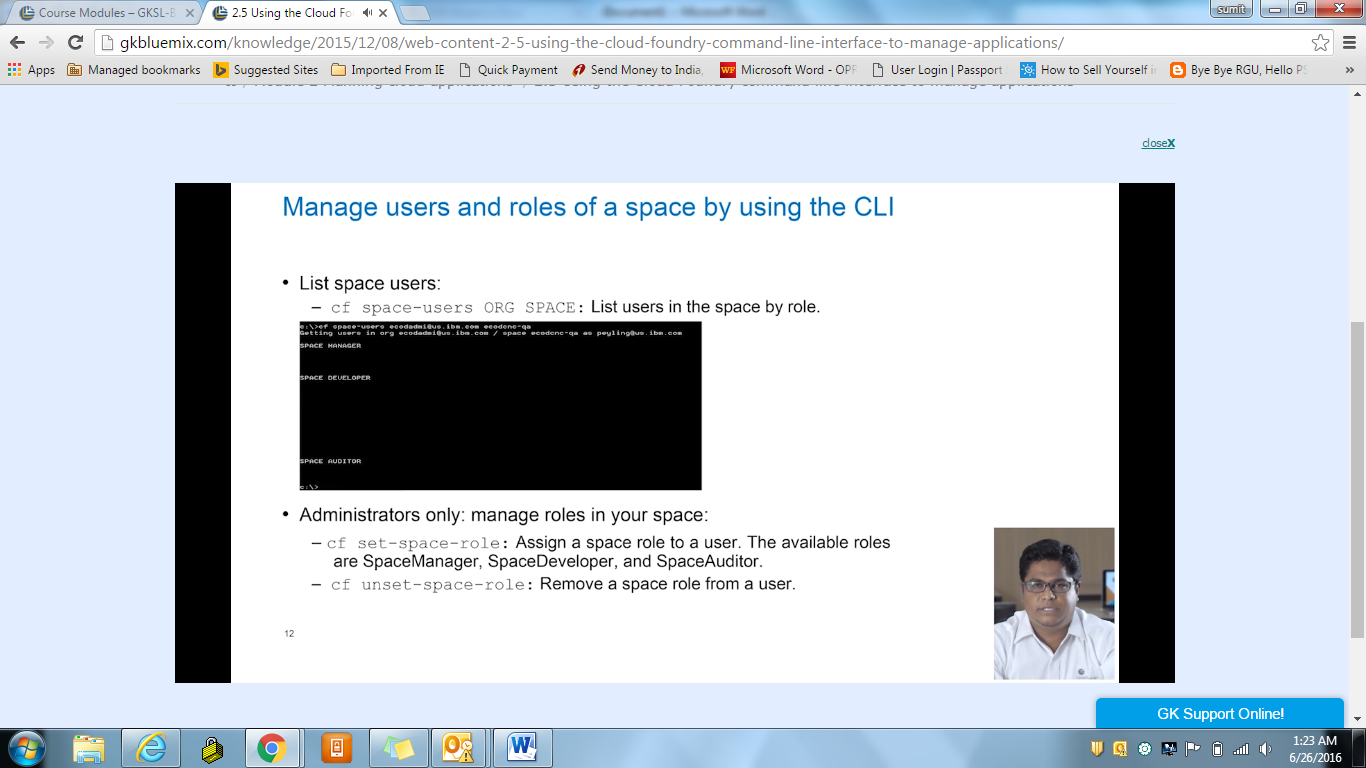 Course Modules – GKSL-B
2.5 Using the Cloud Fo
Document1 - Microsoft Word
sumit
gkbluemix.com/knowledge/2015/12/08/web-content-2-5-using-the-cloud-foundry-command-line-interface-to-manage-applications/
Apps
Managed bookmarks
Suggested Sites
Imported From IE
Quick Payment
Send Money to India,
WF Microsoft Word - OPR
User Login | Passport
How to Sell Yourself i
Bye Bye RGU, Hello PS
»
closeX
Manage users and roles of a space by using the CLI
• List space users:
– cf space-users ORG SPACE: List users in the space by role.
c:\>cf space-users ecodadmi@us.ibm.com ecodcnc-qa
Getting users in org ecodadmi@us.ibm.com / space ecodcnc-qa as peyling@us.ibm.com
SPACE MANAGER
SPACE DEVELOPER
SPACE AUDITOR
c:\>
• Administrators only: manage roles in your space:
– cf set-space-role: Assign a space role to a user. The available roles
are SpaceManager, SpaceDeveloper, and SpaceAuditor.
– cf unset-space-role: Remove a space role from a user.
12
GK Support Online!
1:23 AM
6/26/2016